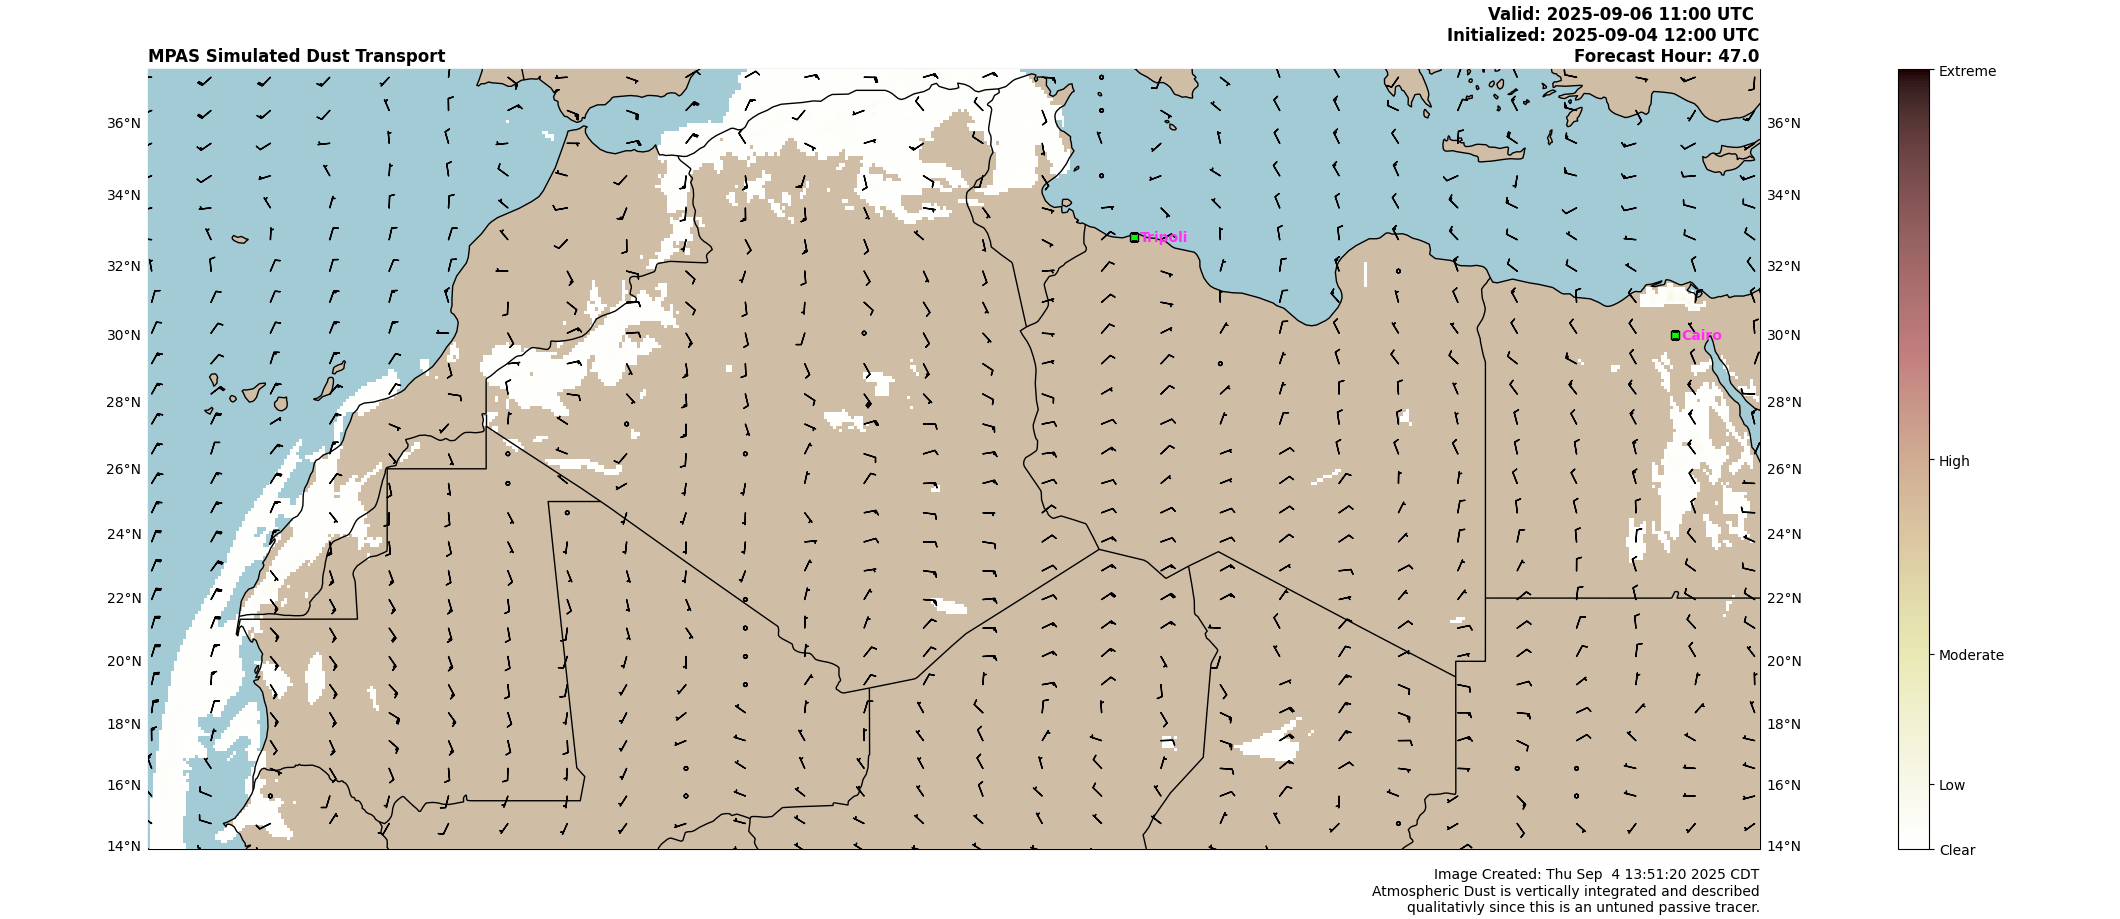 Valid: 2025-09-06 11:00 UTC
Initialized: 2025-09-04 12:00 UTC
MPAS Simulated Dust Transport
Forecast Hour: 47.0
Extreme
36°N
36°N
34°N
34°N
Tripoli
32°N
32°N
30°N
Cairo
30°N
28°N
28°N
26°N
26°N
High
24°N
24°N
22°N
22°N
20°N
20°N
Moderate
18°N
18°N
16°N
16°N
Low
14°N
14°N
Clear
Image Created: Thu Sep  4 13:51:20 2025 CDT
Atmospheric Dust is vertically integrated and described
qualitativly since this is an untuned passive tracer.